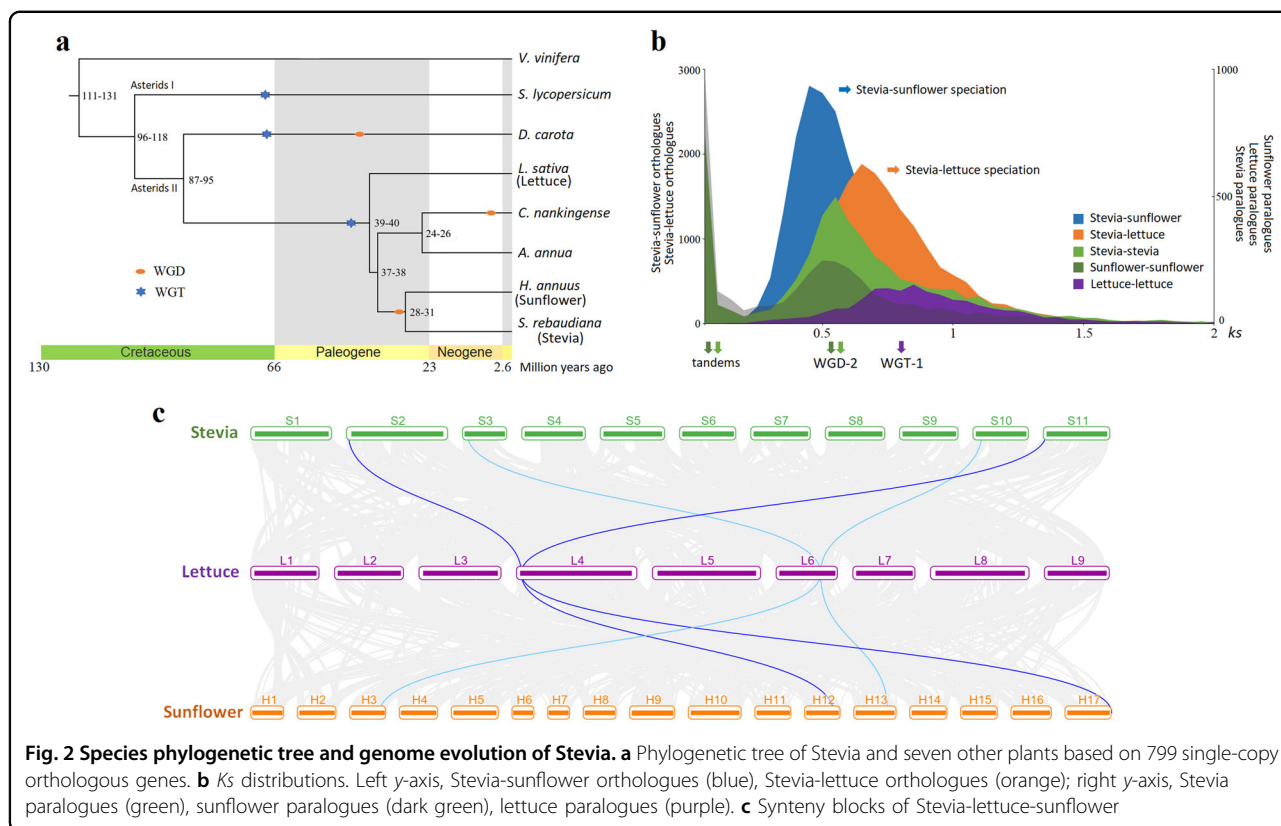 a
V. vinifera
Asterids I
111-131
S. lycopersicum
96-118
D. carota
Asterids II
87-95
L. sativa
(Lettuce)
39-40
C. nankingense
24-26
A. annua
37-38
WGD
WGT
H. annuus
(Sunflower)
28-31
S. rebaudiana
(Stevia)
Cretaceous Paleogene Neogene
130 66 23 2.6 Million years ago
b
3000
2000
1000
0
Stevia-sunflower orthologues
Stevia-lettuce orthologues
1000
500
0
Sunflower paralogues
Lettuce paralogues
Stevia paralogues
Stevia-sunflower speciation
Stevia-lettuce speciation
Stevia-sunflower
Stevia-lettuce
Stevia-stevia
Sunflower-sunflower
Lettuce-lettuce
0.5 1 1.5 2 ks
tandems WGD-2 WGT-1
c
S1 S2 S3 S4 S5 S6 S7 S8 S9 S10 S11
Stevia
L1 L2 L3 L4 L5 L6 L7 L8 L9
Lettuce
H1 H2 H3 H4 H5 H6 H7 H8 H9 H10 H11 H12 H13 H14 H15 H16 H17
Sunflower
Fig. 2 Species phylogenetic tree and genome evolution of Stevia. a Phylogenetic tree of Stevia and seven other plants based on 799 single-copy
orthologous genes. b Ks distributions. Left y-axis, Stevia-sunflower orthologues (blue), Stevia-lettuce orthologues (orange); right y-axis, Stevia
paralogues (green), sunflower paralogues (dark green), lettuce paralogues (purple). c Synteny blocks of Stevia-lettuce-sunflower